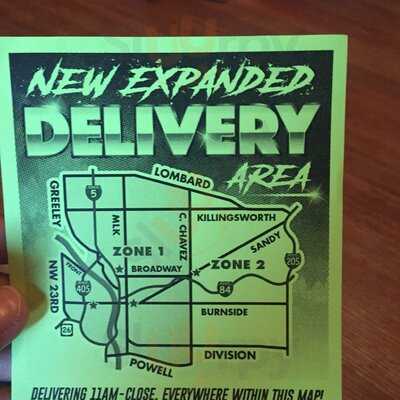 NEW EXPANDED
DELIVERY
AREA
LOMBARD
GREELEY
5
MLK
C. CHAVEZ
KILLINGSWORTH
SANDY
ZONE 1
ZONE 2
205
BROADWAY
NW 23RD
FRONT
405
84
26
BURNSIDE
POWELL
DIVISION
DELIVERING 11AM-CLOSE, EVERYWHERE WITHIN THIS MAP!